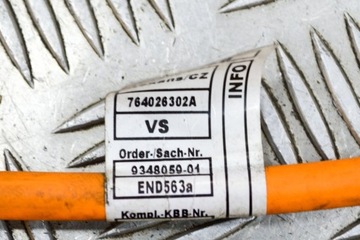 764026302A
VS
Order-/Sach-Nr.
9348059-01
END563a
Kompl.-KBB-Nr.
INFO